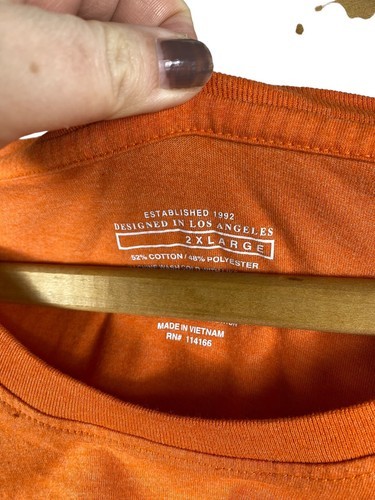 ESTABLISHED 1992
DESIGNED IN LOS ANGELES
2XLARGE
52% COTTON / 48% POLYESTER
MADE IN VIETNAM
RN# 114166